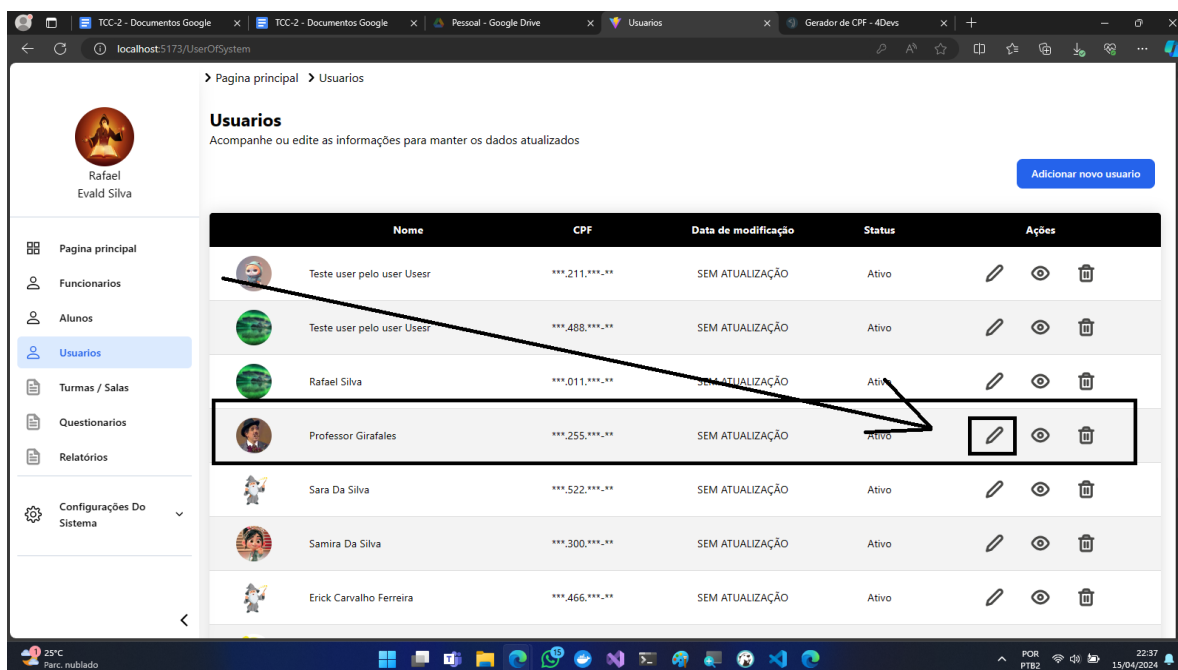 TCC-2 - Documentos Google
TCC-2 - Documentos Google
Pessoal - Google Drive
Usuarios
Gerador de CPF - 4Devs
localhost:5173/UserOfSystem
Pagina principal
Usuarios
Usuarios
Acompanhe ou edite as informações para manter os dados atualizados
Adicionar novo usuario
Rafael
Evald Silva
Pagina principal
Funcionarios
Alunos
Usuarios
Turmas / Salas
Questionarios
Relatórios
Configurações Do
Sistema
Nome CPF Data de modificação Status Ações
Teste user pelo user Usesr ***.211.***-** SEM ATUALIZAÇÃO Ativo
Teste user pelo user Usesr ***.488.***-** SEM ATUALIZAÇÃO Ativo
Rafael Silva ***.011.***-** SEM ATUALIZAÇÃO Ativo
Professor Girafales ***.255.***-** SEM ATUALIZAÇÃO Ativo
Sara Da Silva ***.522.***-** SEM ATUALIZAÇÃO Ativo
Samira Da Silva ***.300.***-** SEM ATUALIZAÇÃO Ativo
Erick Carvalho Ferreira ***.466.***-** SEM ATUALIZAÇÃO Ativo
1
25°C
Parc. nublado
15
POR
PTB2
22:37
15/04/2024